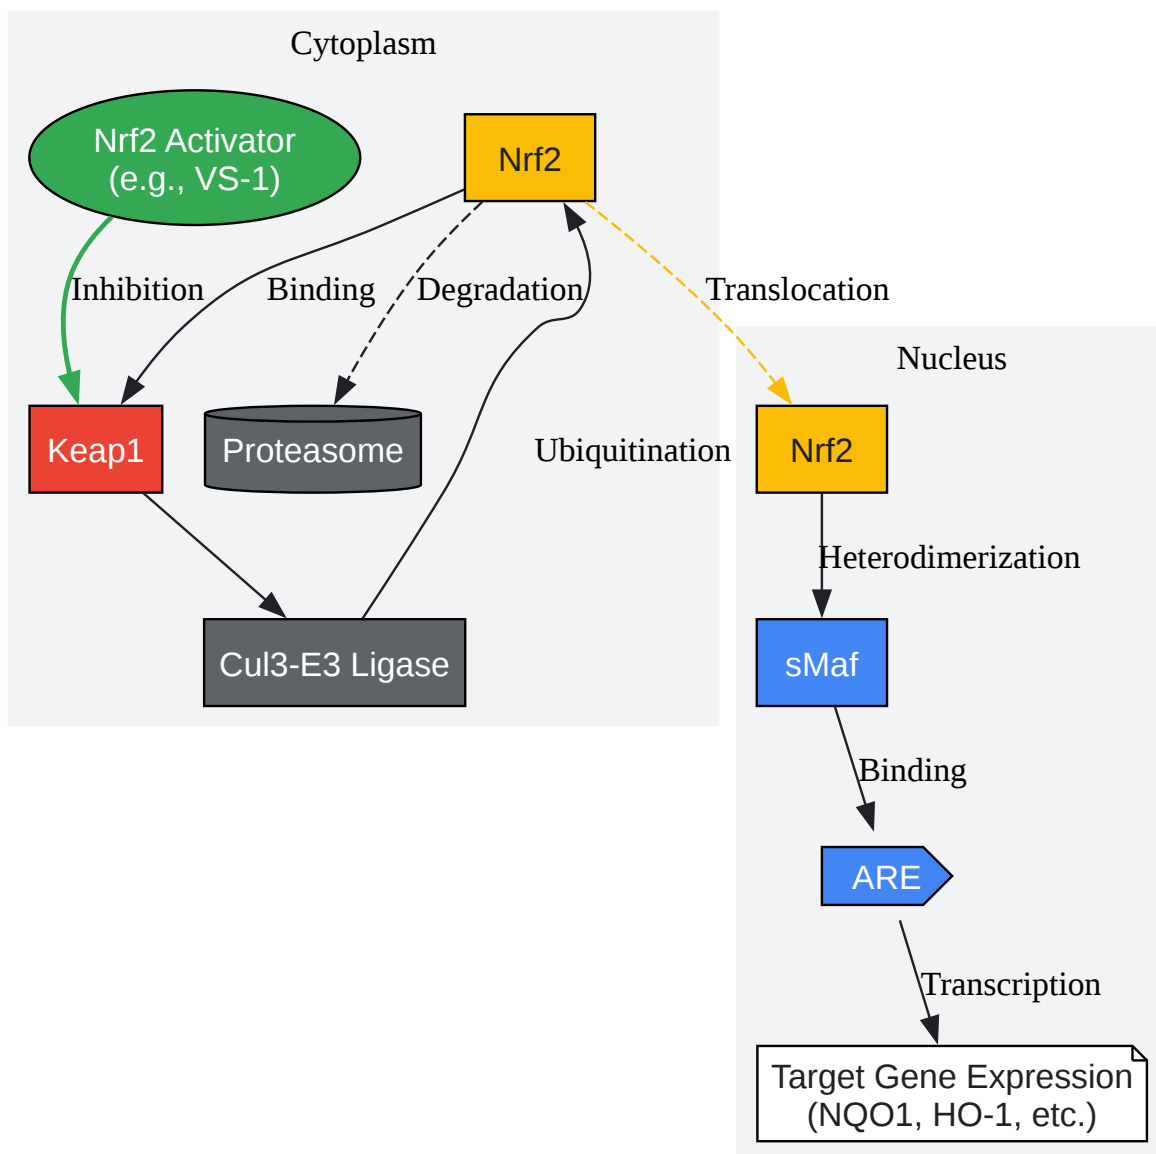 Cytoplasm
Nrf2 Activator
(e.g., VS-1)
Nrf2
Inhibition
Binding
Degradation
Translocation
Nucleus
Keap1
Proteasome
Ubiquitination
Nrf2
Heterodimerization
Cul3-E3 Ligase
sMaf
Binding
ARE
Transcription
Target Gene Expression
(NQO1, HO-1, etc.)